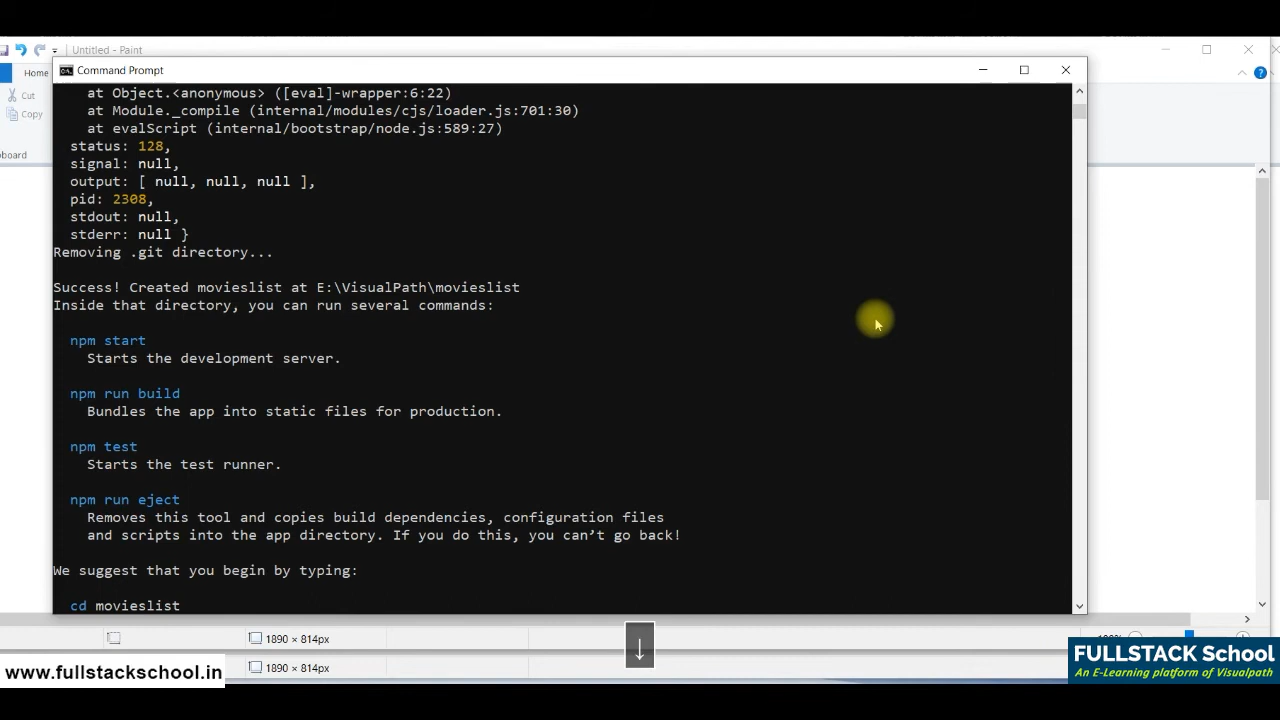 Untitled - Paint
Command Prompt
Home
Cut
Copy
board
at Object.<anonymous> ([eval]-wrapper:6:22)
at Module._compile (internal/modules/cjs/loader.js:701:30)
at evalScript (internal/bootstrap/node.js:589:27)
status: 128,
signal: null,
output: [ null, null, null ],
pid: 2308,
stdout: null,
stderr: null }
Removing .git directory...
Success! Created movieslist at E:\VisualPath\movieslist
Inside that directory, you can run several commands:
npm start
Starts the development server.
npm run build
Bundles the app into static files for production.
npm test
Starts the test runner.
npm run eject
Removes this tool and copies build dependencies, configuration files
and scripts into the app directory. If you do this, you can’t go back!
We suggest that you begin by typing:
cd movieslist
1890 × 814px
1890 × 814px
www.fullstackschool.in
FULLSTACK School
An E-Learning platform of Visualpath